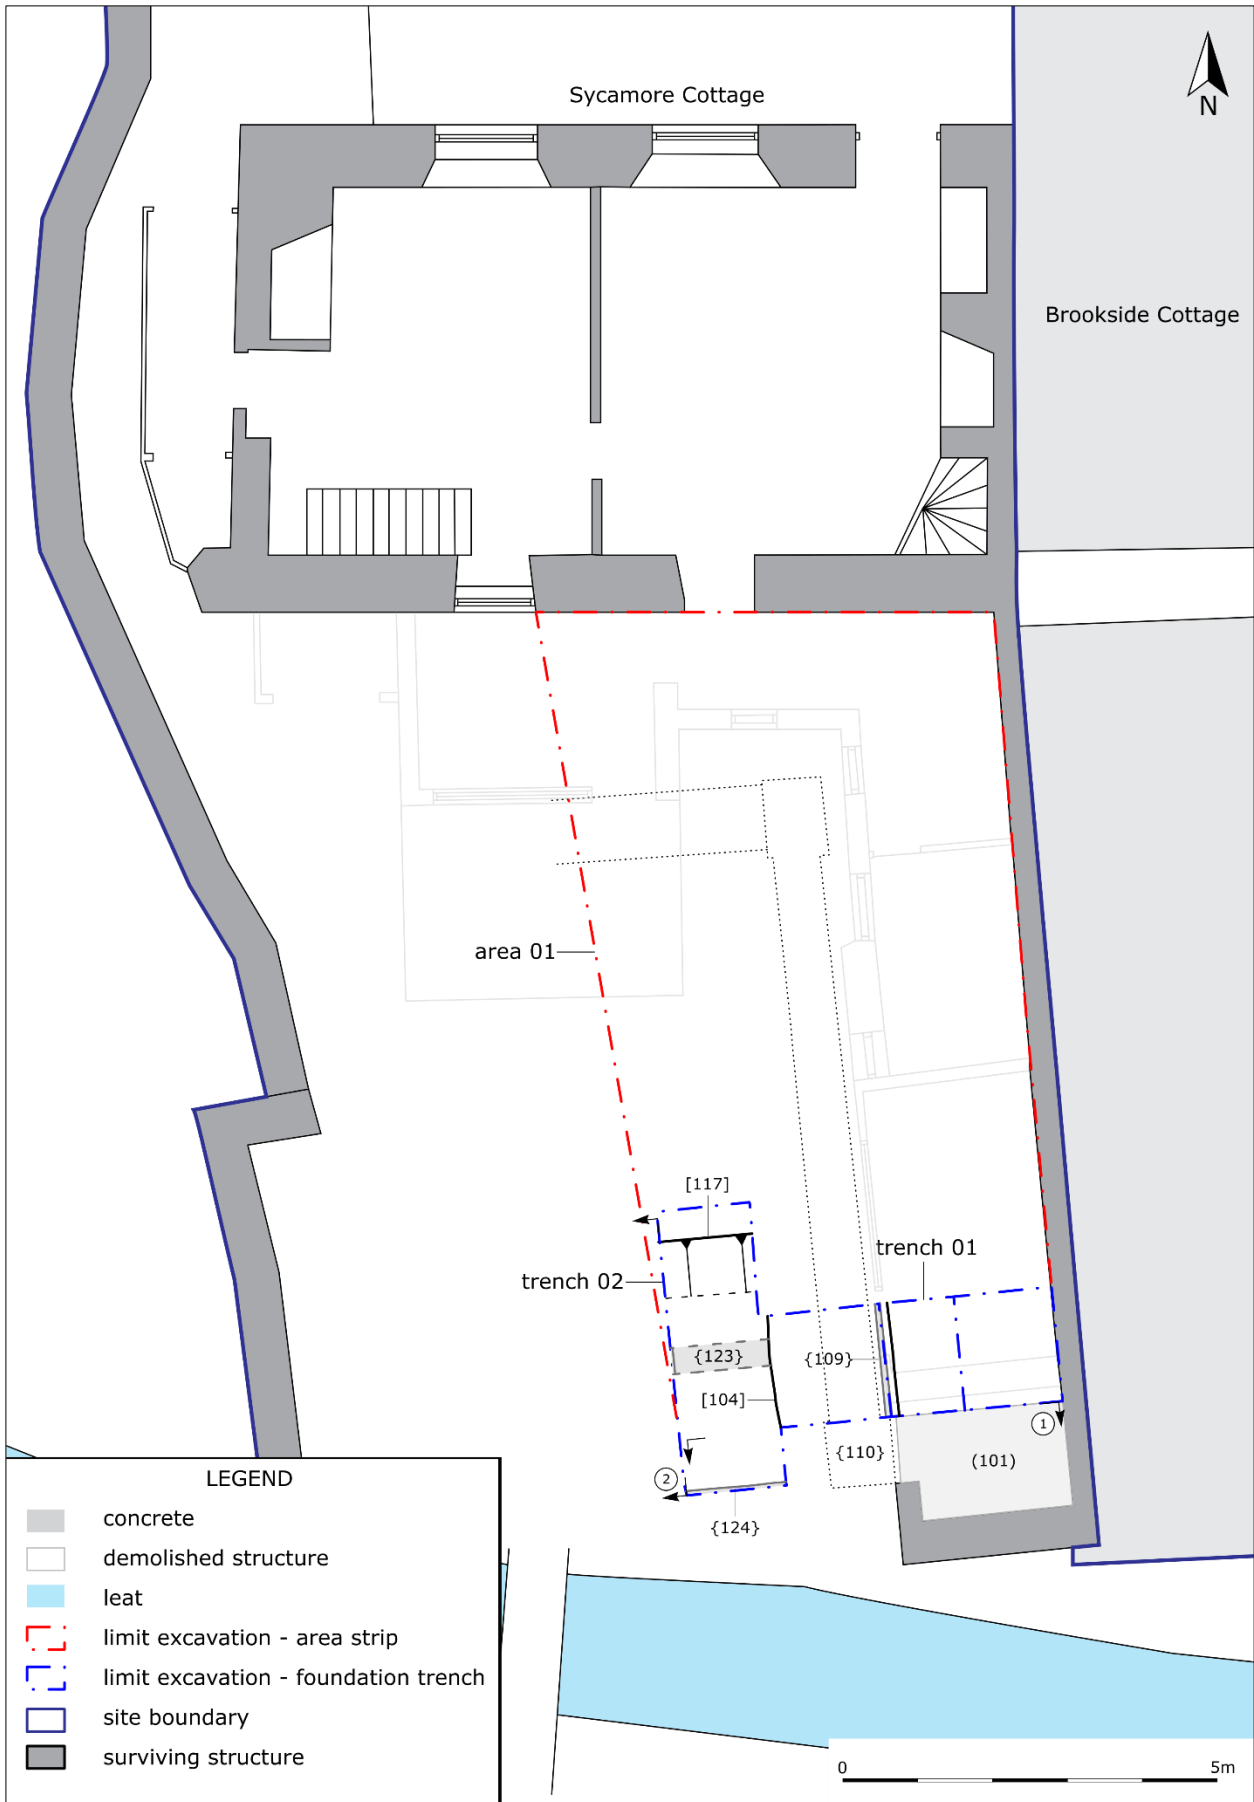 Sycamore Cottage
N
Brookside Cottage
area 01
[117]
trench 01
trench 02
{123}
{109}
[104]
1
{110}
(101)
2
{124}
LEGEND
concrete
demolished structure
leat
limit excavation - area strip
limit excavation - foundation trench
site boundary
surviving structure
0
5m